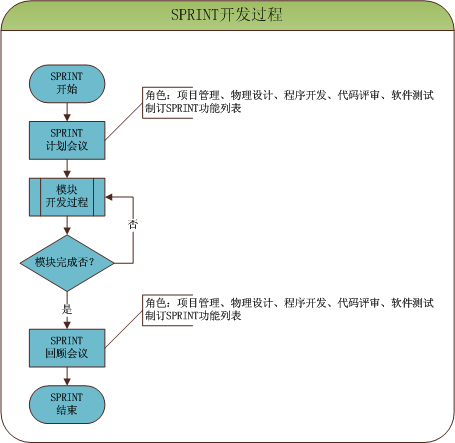 SPRINT开发过程
SPRINT
开始
角色：项目管理、物理设计、程序开发、代码评审、软件测试
制订SPRINT功能列表
SPRINT
计划会议
模块
开发过程
否
模块完成否？
是
角色：项目管理、物理设计、程序开发、代码评审、软件测试
制订SPRINT功能列表
SPRINT
回顾会议
SPRINT
结束